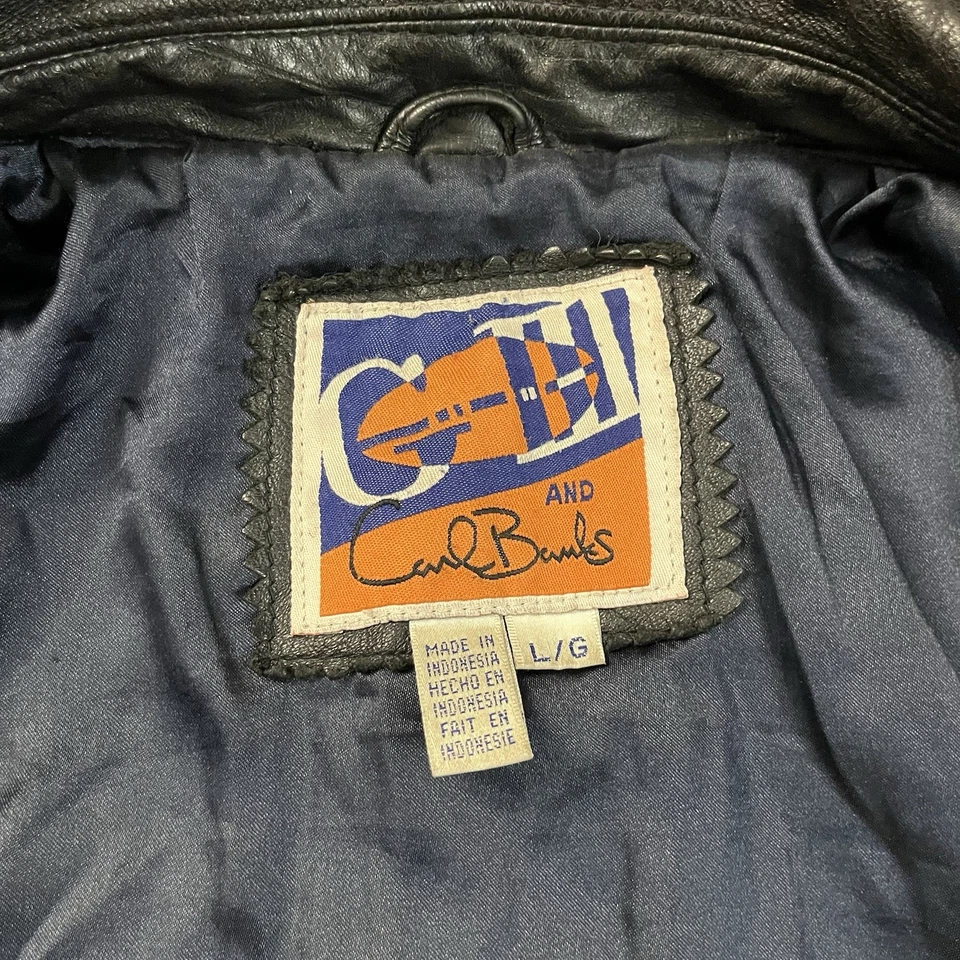 G-III
AND
Carl Banks
MADE IN
INDONESIA
HECHO EN
INDONESIA
FAIT EN
INDONESIE
L/G